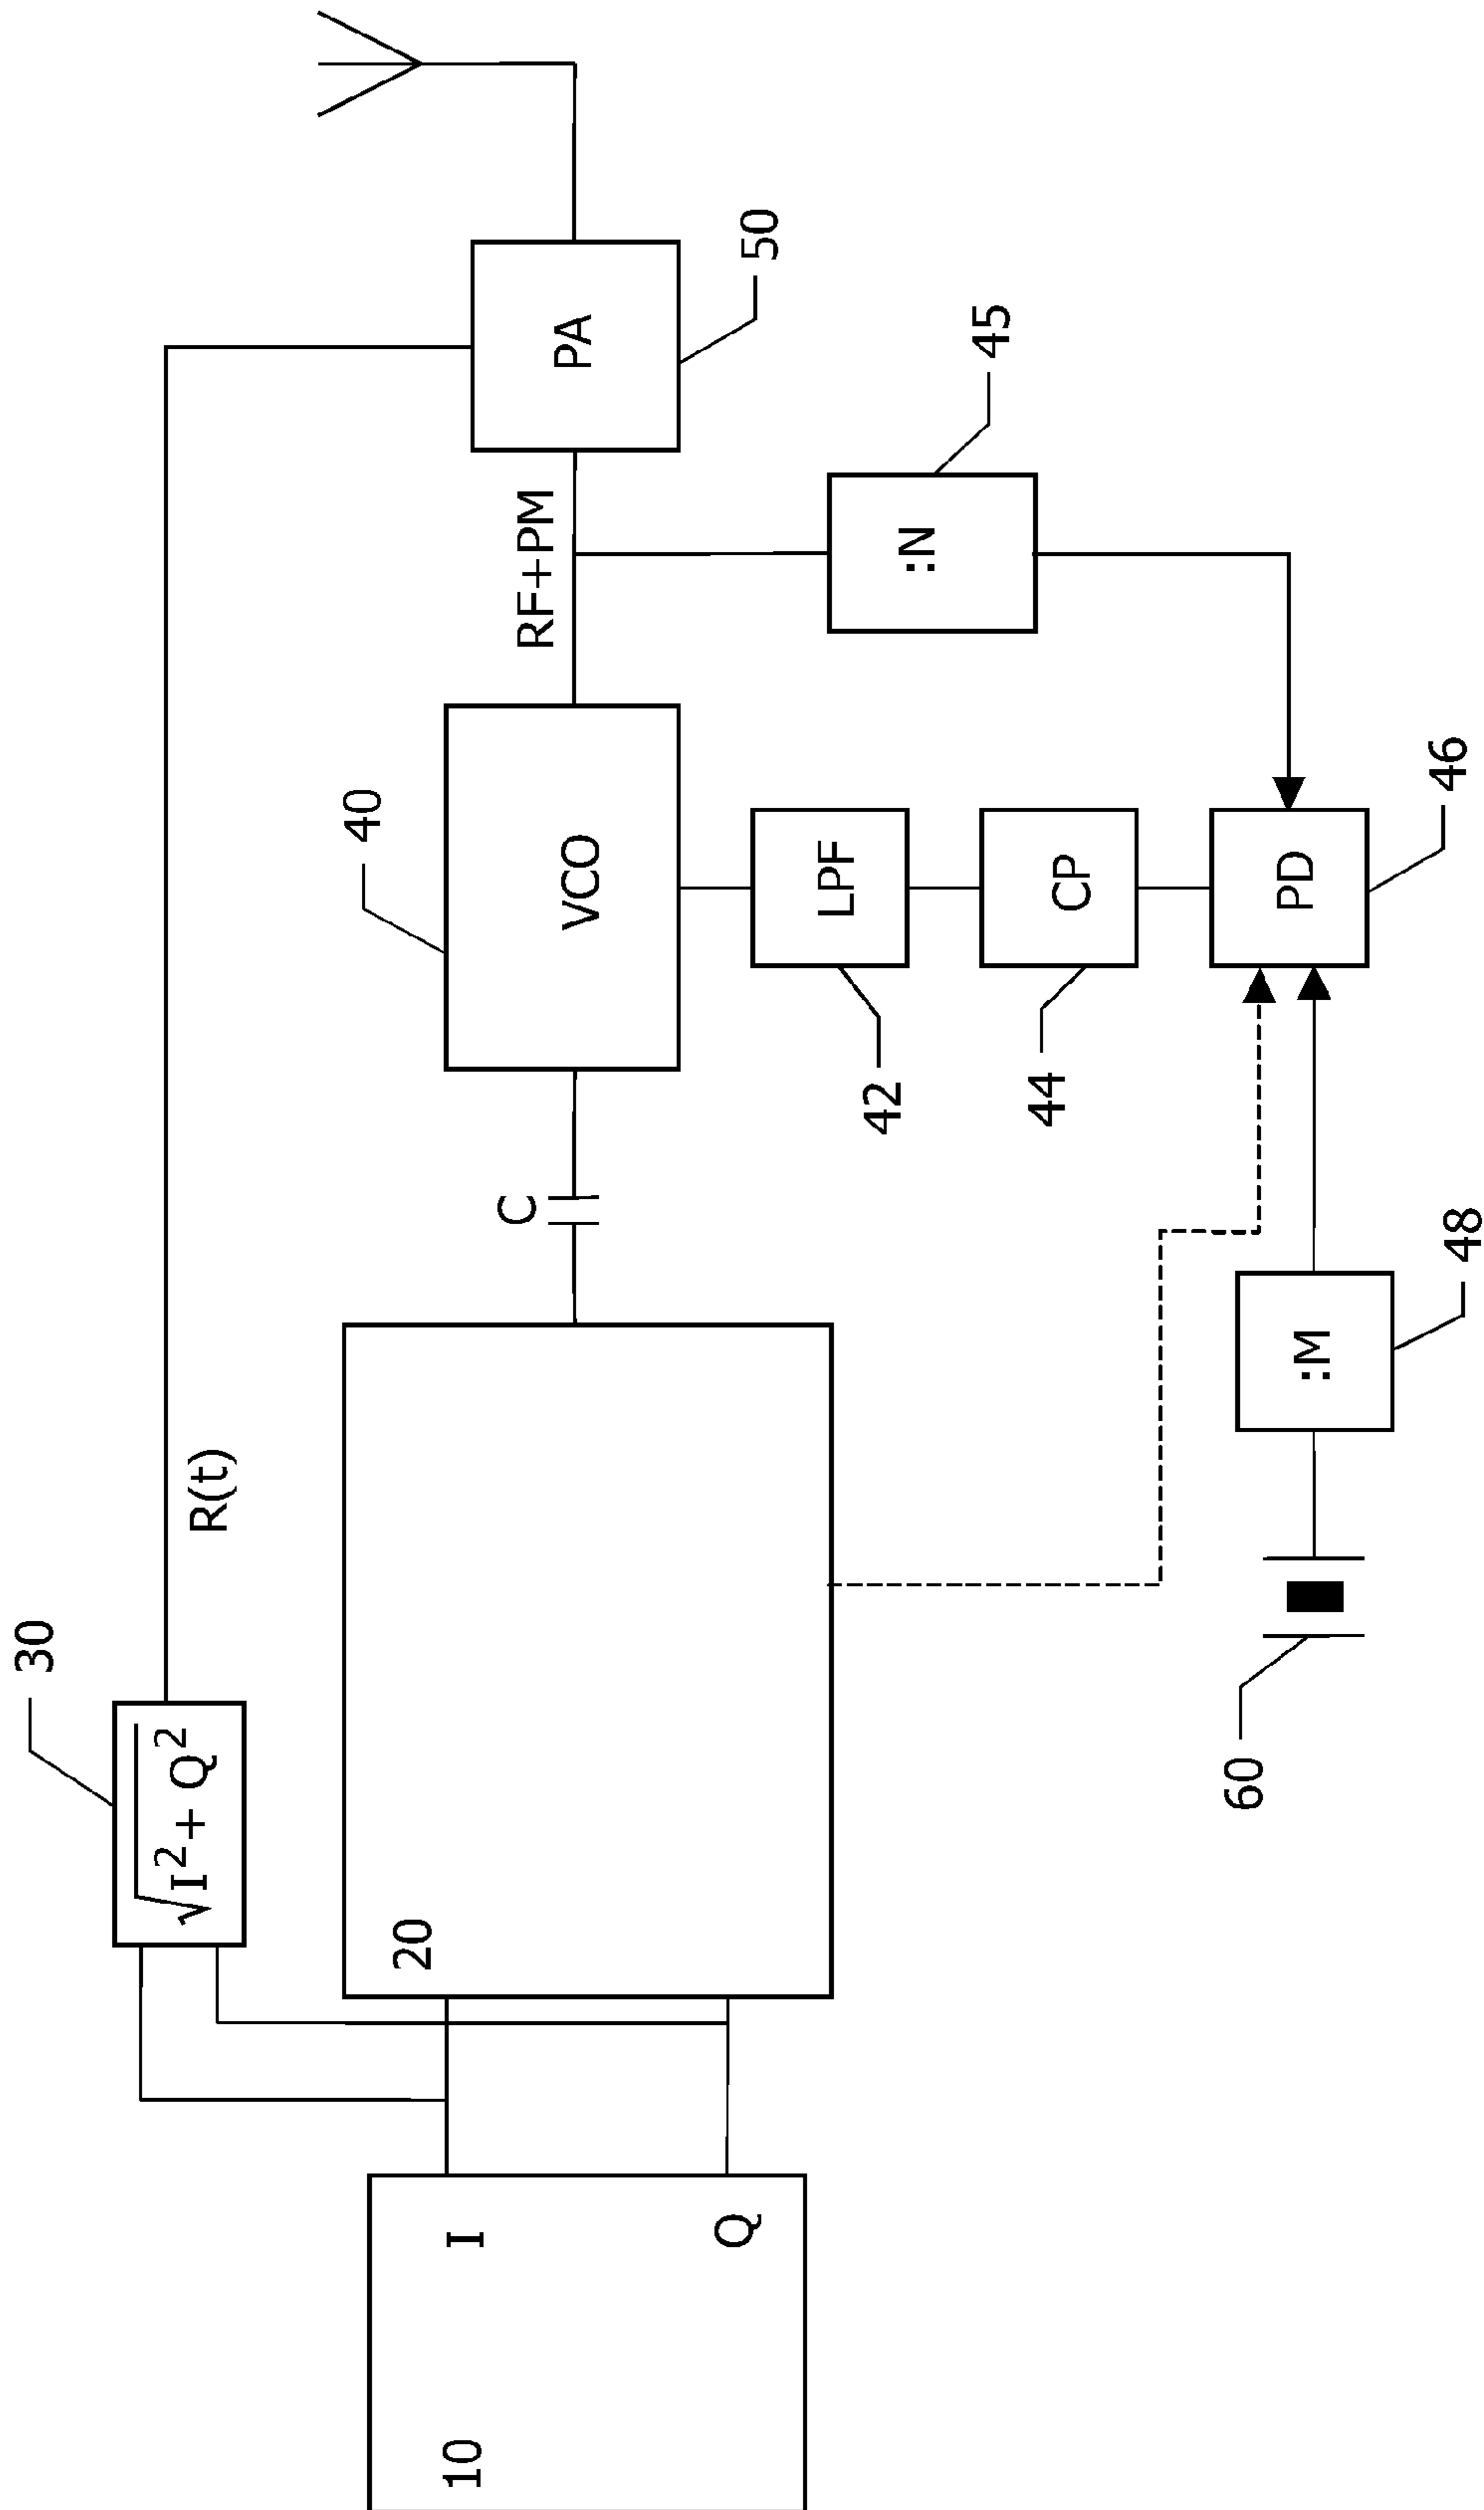 30
√I²+Q²
R(t)
10
I
Q
20
C
40
VCO
RF+PM
PA
50
LPF
42
CP
44
:N
45
PD
46
60
:M
48